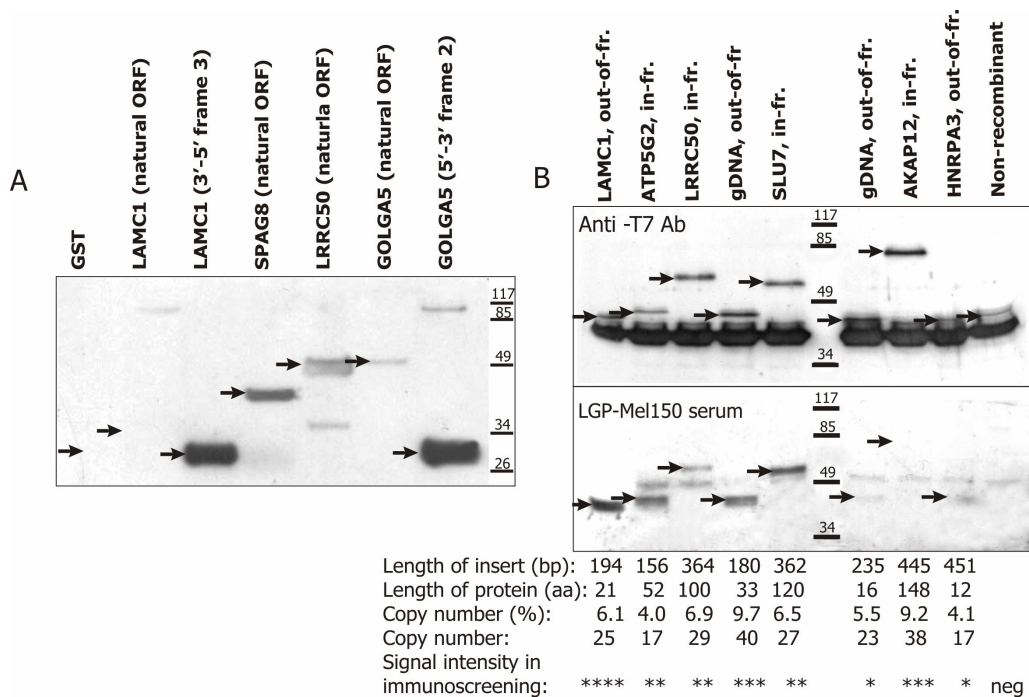 A
GST
LAMC1 (natural ORF)
LAMC1 (3'-5' frame 3)
SPAG8 (natural ORF)
LRRC50 (naturla ORF)
GOLGA5 (natural ORF)
GOLGA5 (5'-3' frame 2)
117
85
49
34
26
B
LAMC1, out-of-fr.
ATP5G2, in-fr.
LRRC50, in-fr.
gDNA, out-of-fr
SLU7, in-fr.
gDNA, out-of-fr.
AKAP12, in-fr.
HNRPA3, out-of-fr.
Non-recombinant
Anti -T7 Ab
117
85
49
34
LGP-Mel150 serum
117
85
49
34
Length of insert (bp): 194 156 364 180 362 235 445 451
Length of protein (aa): 21 52 100 33 120 16 148 12
Copy number (%): 6.1 4.0 6.9 9.7 6.5 5.5 9.2 4.1
Copy number: 25 17 29 40 27 23 38 17
Signal intensity in
immunoscreening: **** ** ** *** ** * *** * neg